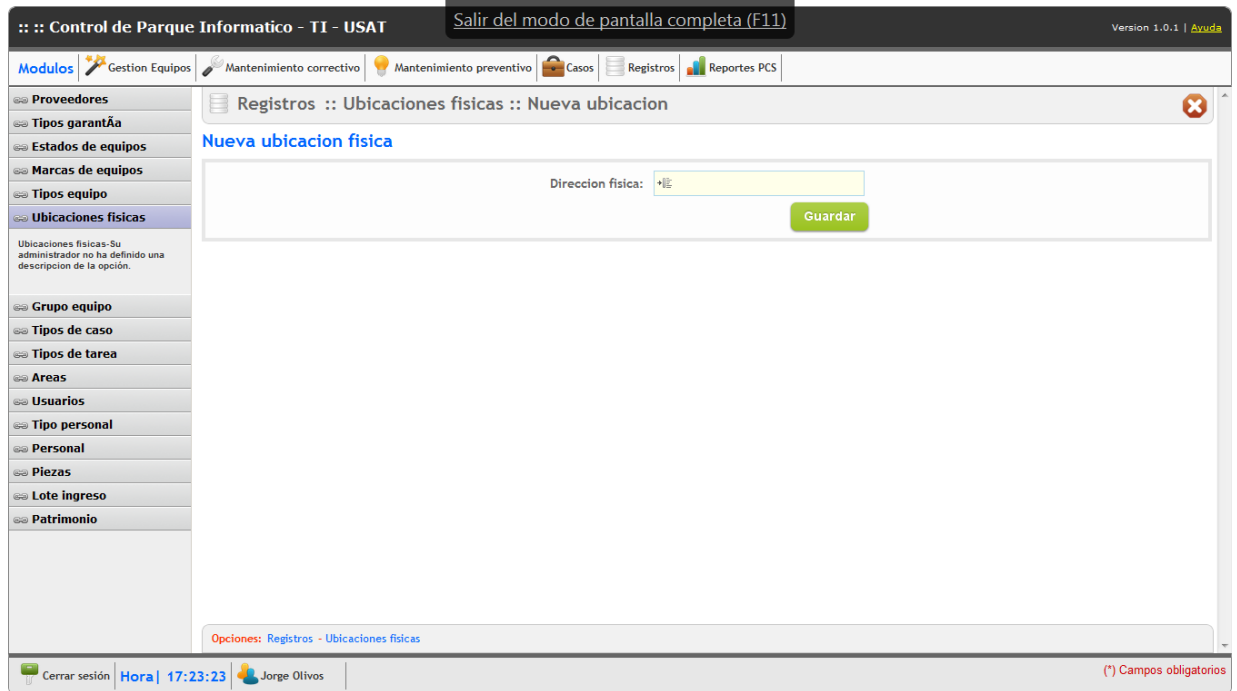 :: :: Control de Parque Informatico - TI - USAT
Salir del modo de pantalla completa (F11)
Version 1.0.1 | Ayuda
Modulos Gestion Equipos Mantenimiento correctivo Mantenimiento preventivo Casos Registros Reportes PCS
Proveedores
Tipos garantÃa
Estados de equipos
Marcas de equipos
Tipos equipo
Ubicaciones fisicas
Ubicaciones fisicas-Su
administrador no ha definido una
descripcion de la opción.
Grupo equipo
Tipos de caso
Tipos de tarea
Areas
Usuarios
Tipo personal
Personal
Piezas
Lote ingreso
Patrimonio
Registros :: Ubicaciones fisicas :: Nueva ubicacion
Nueva ubicacion fisica
Direccion fisica:
Guardar
Opciones: Registros - Ubicaciones fisicas
Cerrar sesión Hora| 17:23:23 Jorge Olivos
(*) Campos obligatorios